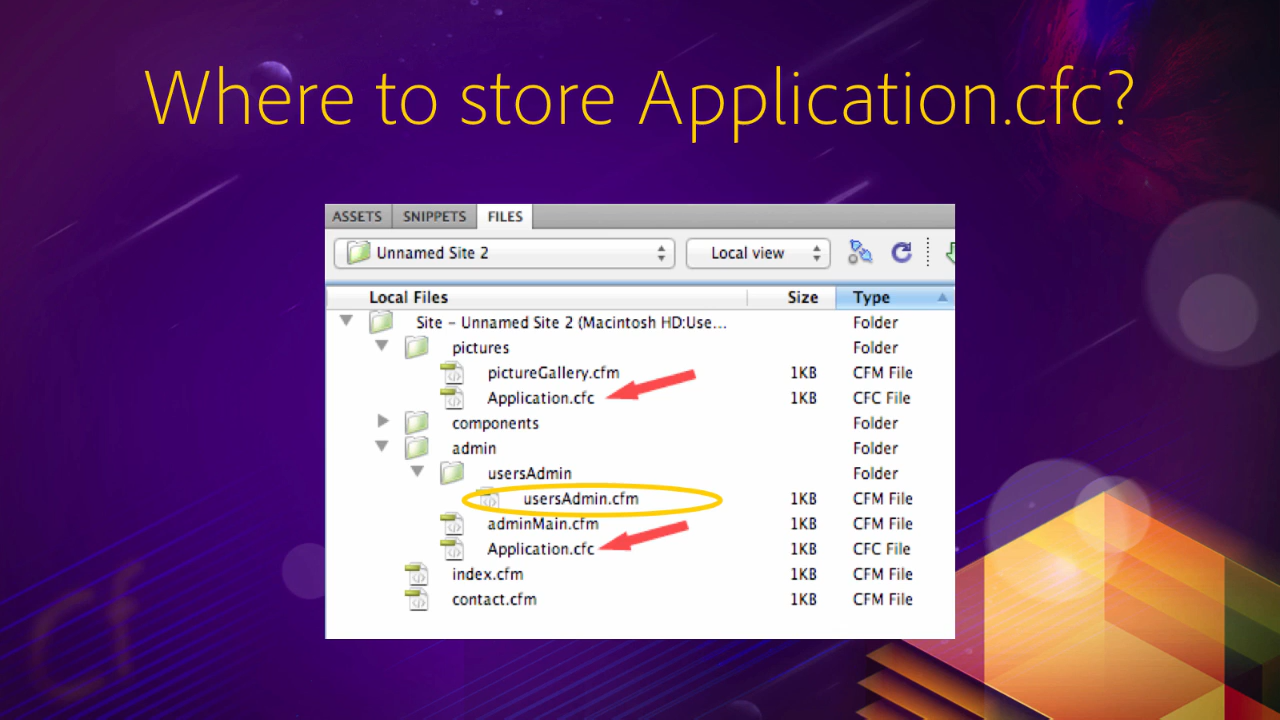 Where to store Application.cfc?
ASSETS SNIPPETS FILES
Unnamed Site 2 Local view
Local Files Size Type
Site – Unnamed Site 2 (Macintosh HD:Use... Folder
pictures Folder
pictureGallery.cfm 1KB CFM File
Application.cfc 1KB CFC File
components Folder
admin Folder
usersAdmin Folder
usersAdmin.cfm 1KB CFM File
adminMain.cfm 1KB CFM File
Application.cfc 1KB CFC File
index.cfm 1KB CFM File
contact.cfm 1KB CFM File
Cf